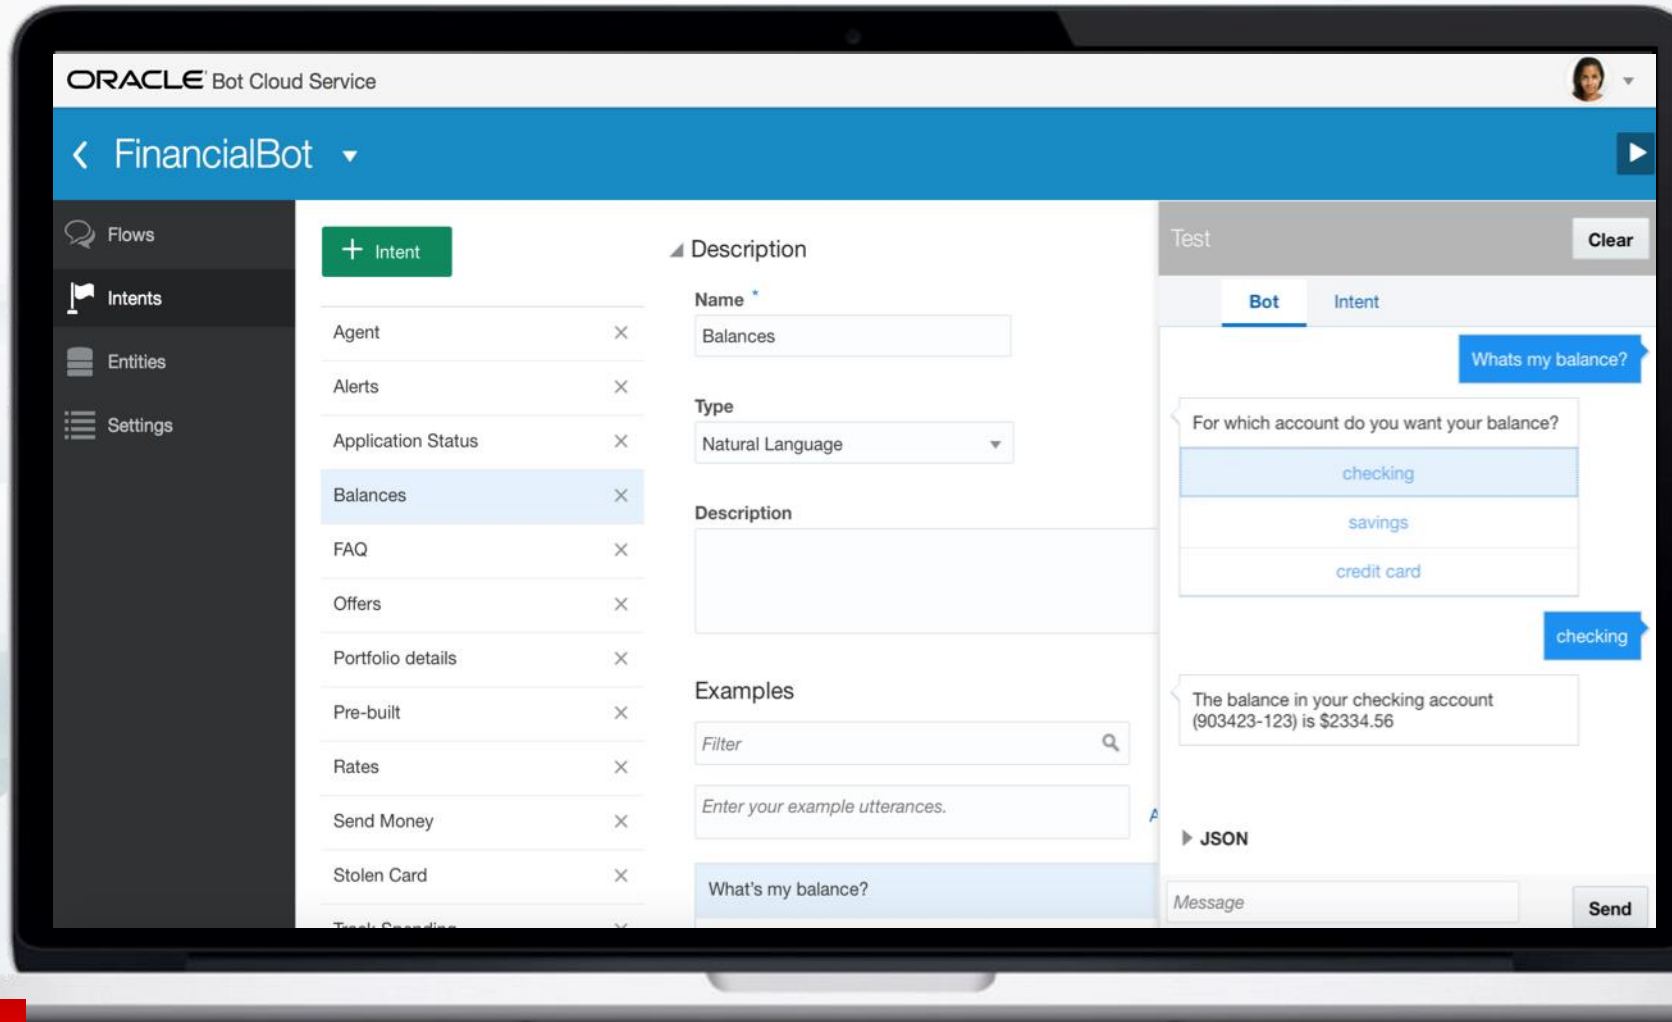 ORACLE Bot Cloud Service
FinancialBot
Flows
Intents
Entities
Settings
+ Intent
Agent
Alerts
Application Status
Balances
FAQ
Offers
Portfolio details
Pre-built
Rates
Send Money
Stolen Card
Track Spending
Description
Name *
Balances
Type
Natural Language
Description
Examples
Filter
Enter your example utterances.
A
What's my balance?
Test
Clear
Bot Intent
Whats my balance?
For which account do you want your balance?
checking
savings
credit card
checking
The balance in your checking account
(903423-123) is $2334.56
JSON
Message
Send